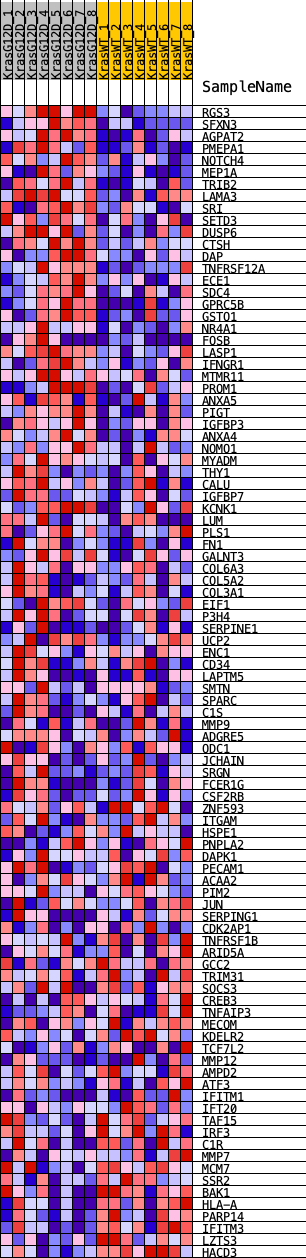 KrasG12D_1
KrasG12D_2
KrasG12D_3
KrasG12D_4
KrasG12D_5
KrasG12D_6
KrasG12D_7
KrasG12D_8
KrasWT_1
KrasWT_2
KrasWT_3
KrasWT_4
KrasWT_5
KrasWT_6
KrasWT_7
KrasWT_8
SampleName
RGS3
SFXN3
AGPAT2
PMEPA1
NOTCH4
MEP1A
TRIB2
LAMA3
SRI
SETD3
DUSP6
CTSH
DAP
TNFRSF12A
ECE1
SDC4
GPRC5B
GSTO1
NR4A1
FOSB
LASP1
IFNGR1
MTMR11
PROM1
ANXA5
PIGT
IGFBP3
ANXA4
NOMO1
MYADM
THY1
CALU
IGFBP7
KCNK1
LUM
PLS1
FN1
GALNT3
COL6A3
COL5A2
COL3A1
EIF1
P3H4
SERPINE1
UCP2
ENC1
CD34
LAPTM5
SMTN
SPARC
C1S
MMP9
ADGRE5
ODC1
JCHAIN
SRGN
FCER1G
CSF2RB
ZNF593
ITGAM
HSPE1
PNPLA2
DAPK1
PECAM1
ACAA2
PIM2
JUN
SERPING1
CDK2AP1
TNFRSF1B
ARID5A
GCC2
TRIM31
SOCS3
CREB3
TNFAIP3
MECOM
KDELR2
TCF7L2
MMP12
AMPD2
ATF3
IFITM1
IFT20
TAF15
IRF3
C1R
MMP7
MCM7
SSR2
BAK1
HLA-A
PARP14
IFITM3
LZTS3
HACD3